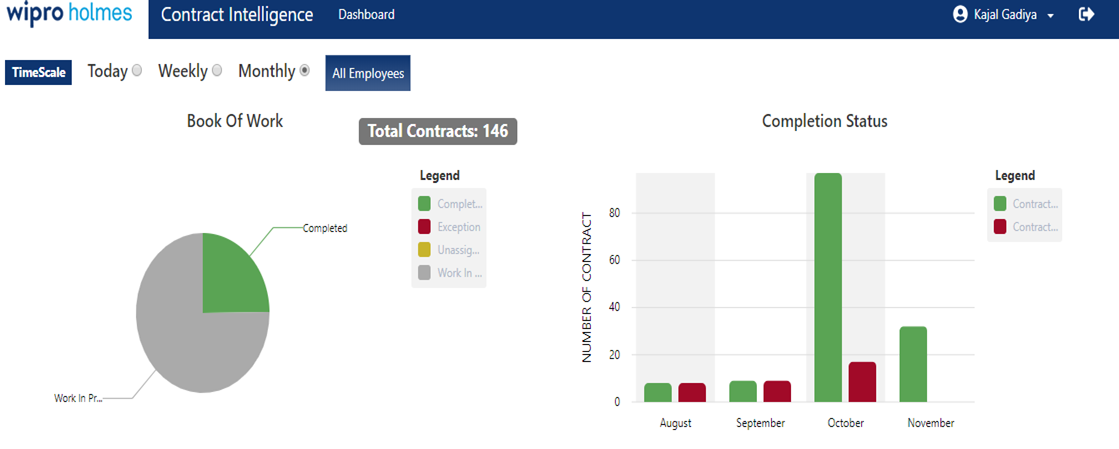 wipro holmes Contract Intelligence Dashboard Kajal Gadiya
TimeScale Today Weekly Monthly All Employees
Book Of Work
Total Contracts: 146
Legend
Complet...
Exception
Unassig...
Work In ...
Completed
Work In Pr...
Completion Status
Legend
Contract...
Contract...
NUMBER OF CONTRACT
80
60
40
20
0
August September October November